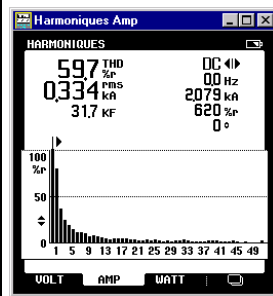 Harmoniques Amp
HARMONIQUES
59.7 THD %r
0.334 rms kA
31.7 KF
DC
0.0 Hz
2.079 kA
620 %r
0 °
100
%r
50
0
1 5 9 13 17 21 25 29 33 37 41 45 49
VOLT AMP WATT